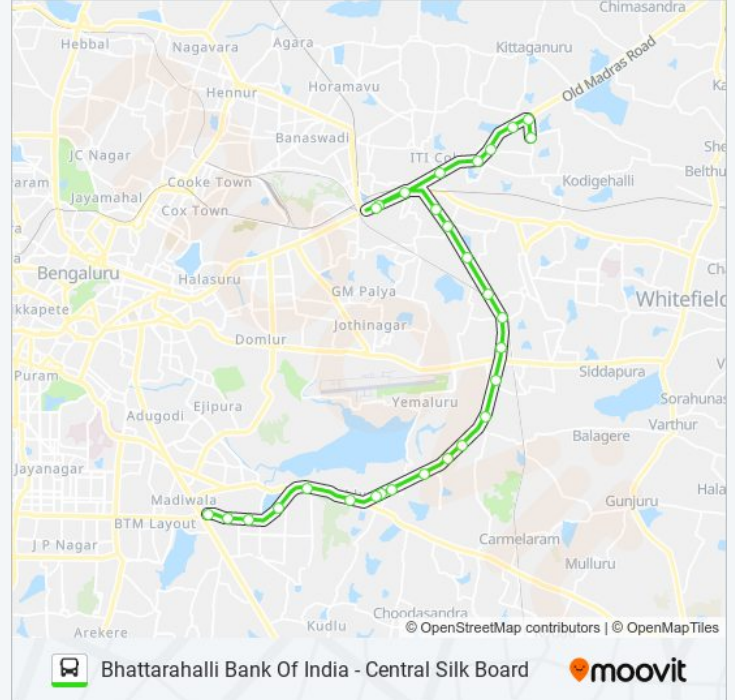 Chimasandra
Hebbal
Nagavara
Agara
Kittaganuru
Old Madras Road
Horamavu
Hennur
Banaswadi
JC Nagar
ITI Col
Cooke Town
Kodigehalli
Belthu
Jayamahal
Cox Town
Bengaluru
Halasuru
GM Palya
Whitefield
kkapete
Jothinagar
Domlur
Siddapura
Puram
Yemaluru
Sorahunas
Ejipura
Adugodi
Varthur
Balagere
Jayanagar
Madiwala
Gunjuru
Hala
BTM Layout
J P Nagar
Carmelaram
Mulluru
Choodasandra
Kudlu
Arekere
© OpenStreetMap contributors | © OpenMapTiles
Bhattarahalli Bank Of India - Central Silk Board
moovit